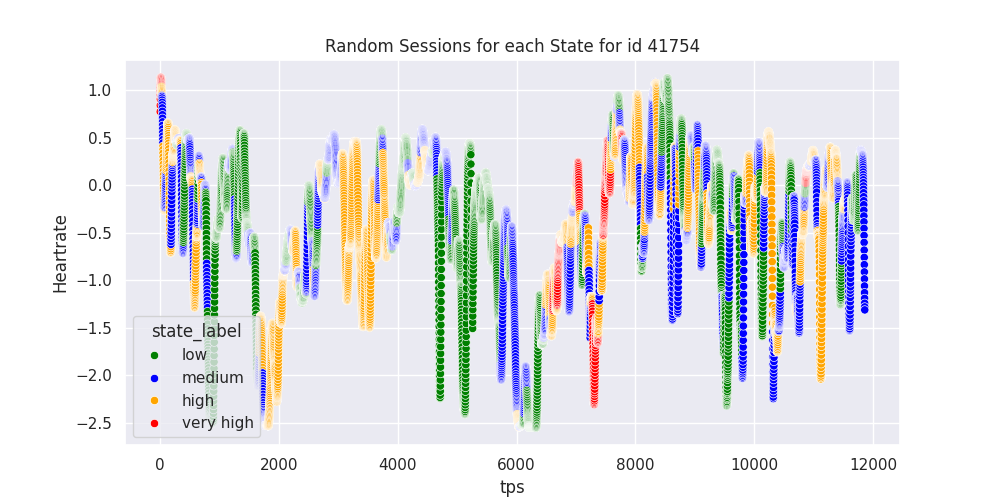 Random Sessions for each State for id 41754
Heartrate
1.0
0.5
0.0
−0.5
−1.0
−1.5
−2.0
−2.5
state_label
low
medium
high
very high
0 2000 4000 6000 8000 10000 12000
tps